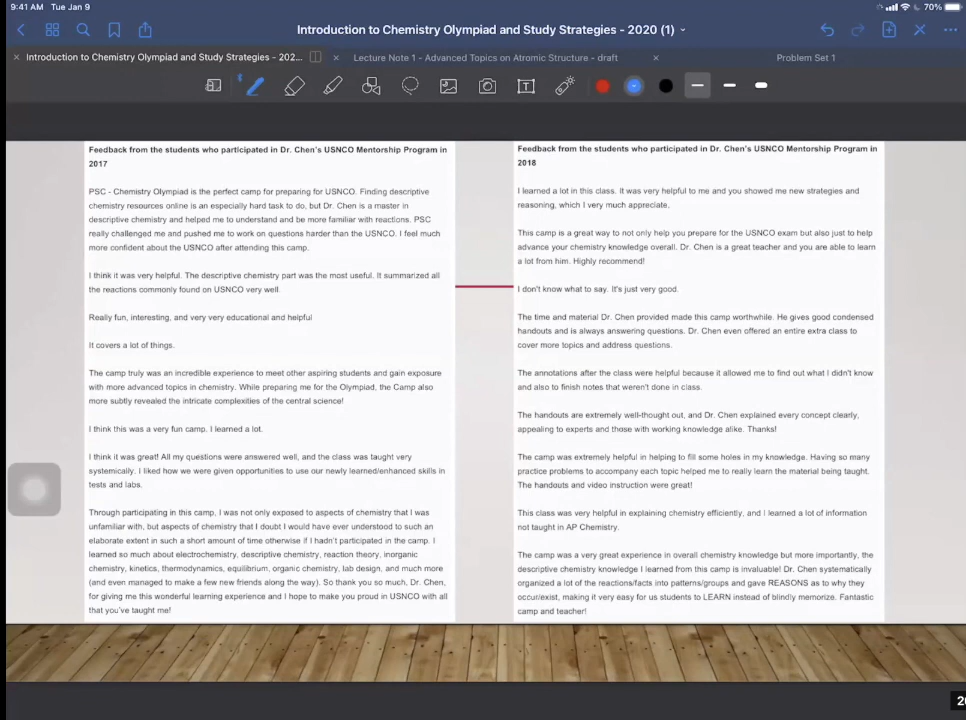 9:41 AM Tue Jan 9
70%
Introduction to Chemistry Olympiad and Study Strategies - 2020 (1)
Introduction to Chemistry Olympiad and Study Strategies - 202...
Lecture Note 1 - Advanced Topics on Atromic Structure - draft
Problem Set 1
Feedback from the students who participated in Dr. Chen's USNCO Mentorship Program in
2017
PSC - Chemistry Olympiad is the perfect camp for preparing for USNCO. Finding descriptive
chemistry resources online is an especially hard task to do, but Dr. Chen is a master in
descriptive chemistry and helped me to understand and be more familiar with reactions. PSC
really challenged me and pushed me to work on questions harder than the USNCO. I feel much
more confident about the USNCO after attending this camp.
I think it was very helpful. The descriptive chemistry part was the most useful. It summarized all
the reactions commonly found on USNCO very well.
Really fun, interesting, and very very educational and helpful
It covers a lot of things.
The camp truly was an incredible experience to meet other aspiring students and gain exposure
with more advanced topics in chemistry. While preparing me for the Olympiad, the Camp also
more subtly revealed the intricate complexities of the central science!
I think this was a very fun camp. I learned a lot.
I think it was great! All my questions were answered well, and the class was taught very
systemically. I liked how we were given opportunities to use our newly learned/enhanced skills in
tests and labs.
Through participating in this camp, I was not only exposed to aspects of chemistry that I was
unfamiliar with, but aspects of chemistry that I doubt I would have ever understood to such an
elaborate extent in such a short amount of time otherwise if I hadn't participated in the camp. I
learned so much about electrochemistry, descriptive chemistry, reaction theory, inorganic
chemistry, kinetics, thermodynamics, equilibrium, organic chemistry, lab design, and much more
(and even managed to make a few new friends along the way). So thank you so much, Dr. Chen,
for giving me this wonderful learning experience and I hope to make you proud in USNCO with all
that you've taught me!
Feedback from the students who participated in Dr. Chen's USNCO Mentorship Program in
2018
I learned a lot in this class. It was very helpful to me and you showed me new strategies and
reasoning, which I very much appreciate.
This camp is a great way to not only help you prepare for the USNCO exam but also just to help
advance your chemistry knowledge overall. Dr. Chen is a great teacher and you are able to learn
a lot from him. Highly recommend!
I don't know what to say. It's just very good.
The time and material Dr. Chen provided made this camp worthwhile. He gives good condensed
handouts and is always answering questions. Dr. Chen even offered an entire extra class to
cover more topics and address questions.
The annotations after the class were helpful because it allowed me to find out what I didn't know
and also to finish notes that weren't done in class.
The handouts are extremely well-thought out, and Dr. Chen explained every concept clearly,
appealing to experts and those with working knowledge alike. Thanks!
The camp was extremely helpful in helping to fill some holes in my knowledge. Having so many
practice problems to accompany each topic helped me to really learn the material being taught.
The handouts and video instruction were great!
This class was very helpful in explaining chemistry efficiently, and I learned a lot of information
not taught in AP Chemistry.
The camp was a very great experience in overall chemistry knowledge but more importantly, the
descriptive chemistry knowledge I learned from this camp is invaluable! Dr. Chen systematically
organized a lot of the reactions/facts into patterns/groups and gave REASONS as to why they
occur/exist, making it very easy for us students to LEARN instead of blindly memorize. Fantastic
camp and teacher!